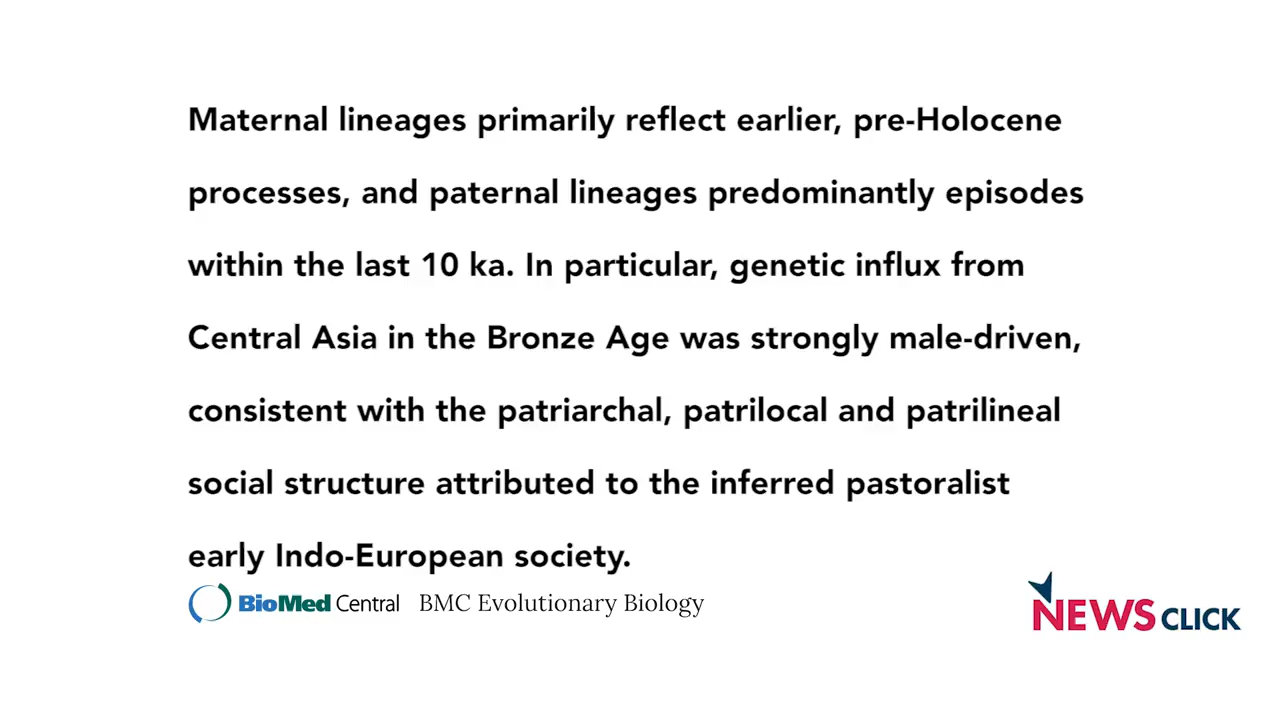 Maternal lineages primarily reflect earlier, pre-Holocene
processes, and paternal lineages predominantly episodes
within the last 10 ka. In particular, genetic influx from
Central Asia in the Bronze Age was strongly male-driven,
consistent with the patriarchal, patrilocal and patrilineal
social structure attributed to the inferred pastoralist
early Indo-European society.
BioMed Central BMC Evolutionary Biology
NEWSCLICK